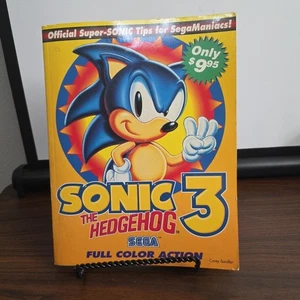 Official Super-SONIC Tips for SegaManiacs!
Only
$9.95
SONIC
THE
HEDGEHOG 3
SEGA
FULL COLOR ACTION